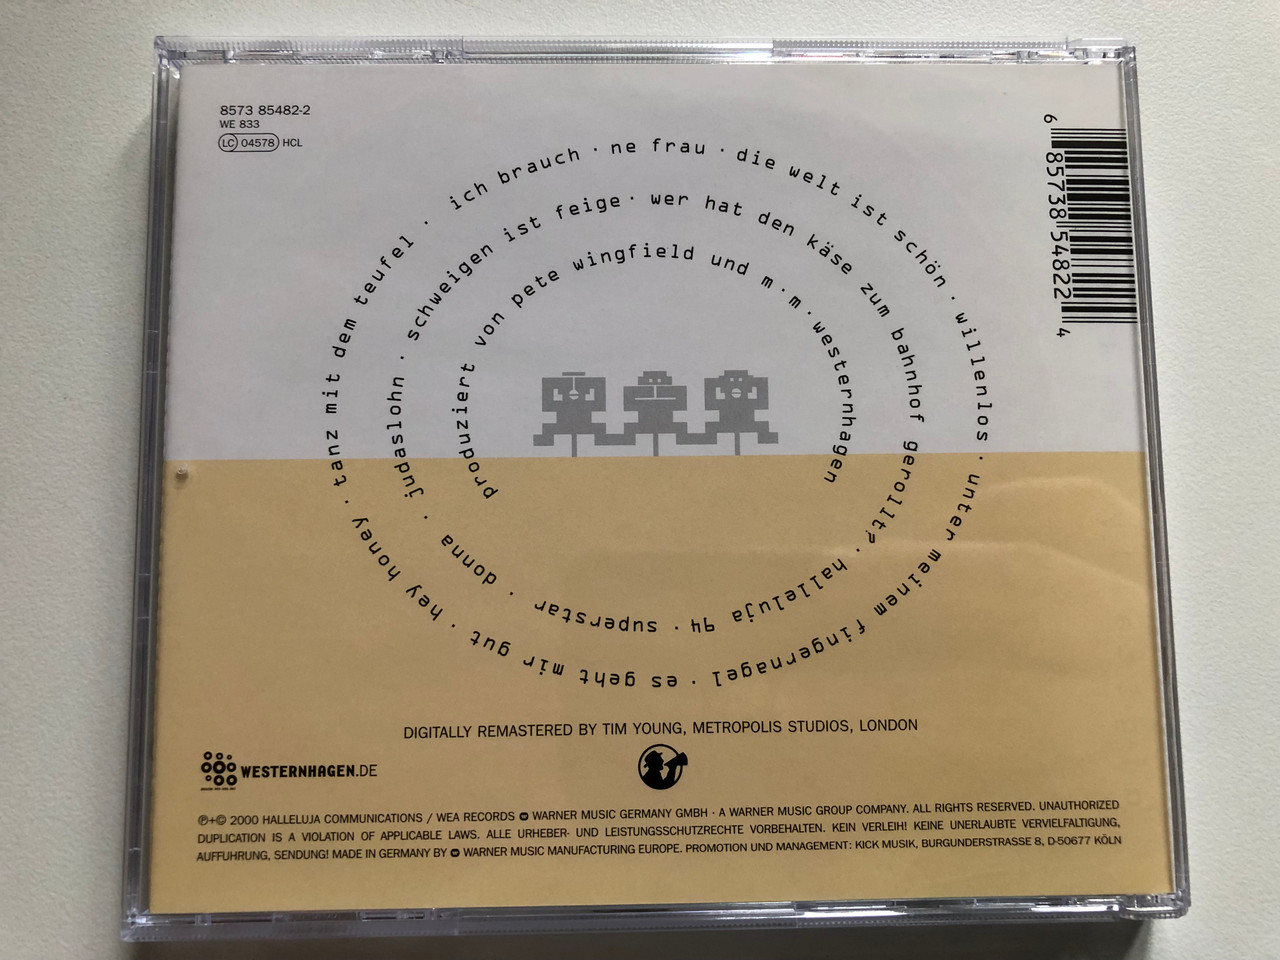 8573 85482-2
WE 833
LC 04578 HCL
6 85738 54822 4
ich brauch · ne frau · die welt ist schön · willenlos · unter meinem fingernagel · es geht mir gut · hey honey · tanz mit dem teufel ·
schweigen ist feige · wer hat den käse zum bahnhof gerollt? · halleluja 94 · superstar · donna · judaslohn ·
produziert von pete wingfield und m.m.westernhagen
DIGITALLY REMASTERED BY TIM YOUNG, METROPOLIS STUDIOS, LONDON
WESTERNHAGEN.DE
℗+© 2000 HALLELUJA COMMUNICATIONS / WEA RECORDS WARNER MUSIC GERMANY GMBH · A WARNER MUSIC GROUP COMPANY. ALL RIGHTS RESERVED. UNAUTHORIZED
DUPLICATION IS A VIOLATION OF APPLICABLE LAWS. ALLE URHEBER- UND LEISTUNGSSCHUTZRECHTE VORBEHALTEN. KEIN VERLEIH! KEINE UNERLAUBTE VERVIELFALTIGUNG,
AUFFUHRUNG, SENDUNG! MADE IN GERMANY BY WARNER MUSIC MANUFACTURING EUROPE. PROMOTION UND MANAGEMENT: KICK MUSIK, BURGUNDERSTRASSE 8, D-50677 KÖLN